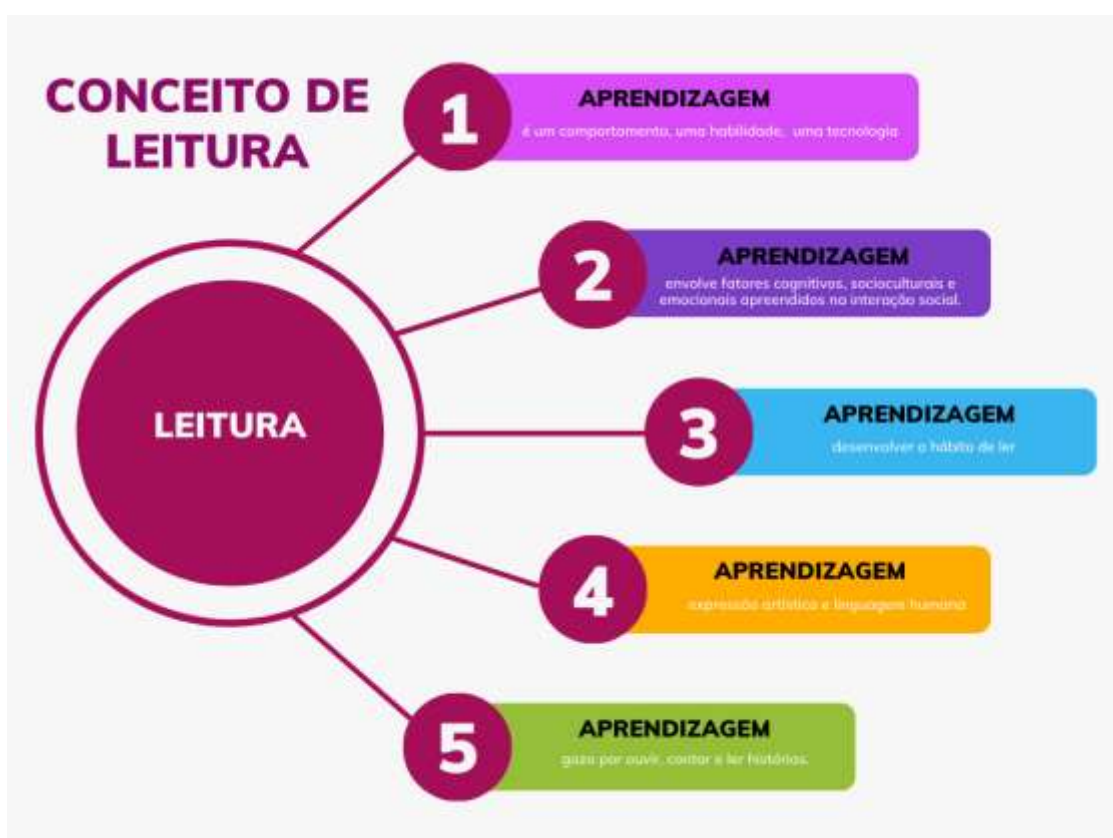 CONCEITO DE
LEITURA
LEITURA
1
APRENDIZAGEM
é um comportamento, uma habilidade, uma tecnologia
2
APRENDIZAGEM
envolve fatores cognitivos, socioculturais e
emocionais apreendidos na interação social.
3
APRENDIZAGEM
desenvolver o hábito de ler
4
APRENDIZAGEM
expressão artística e linguagem humana
5
APRENDIZAGEM
gozo por ouvir, contar e ler histórias.